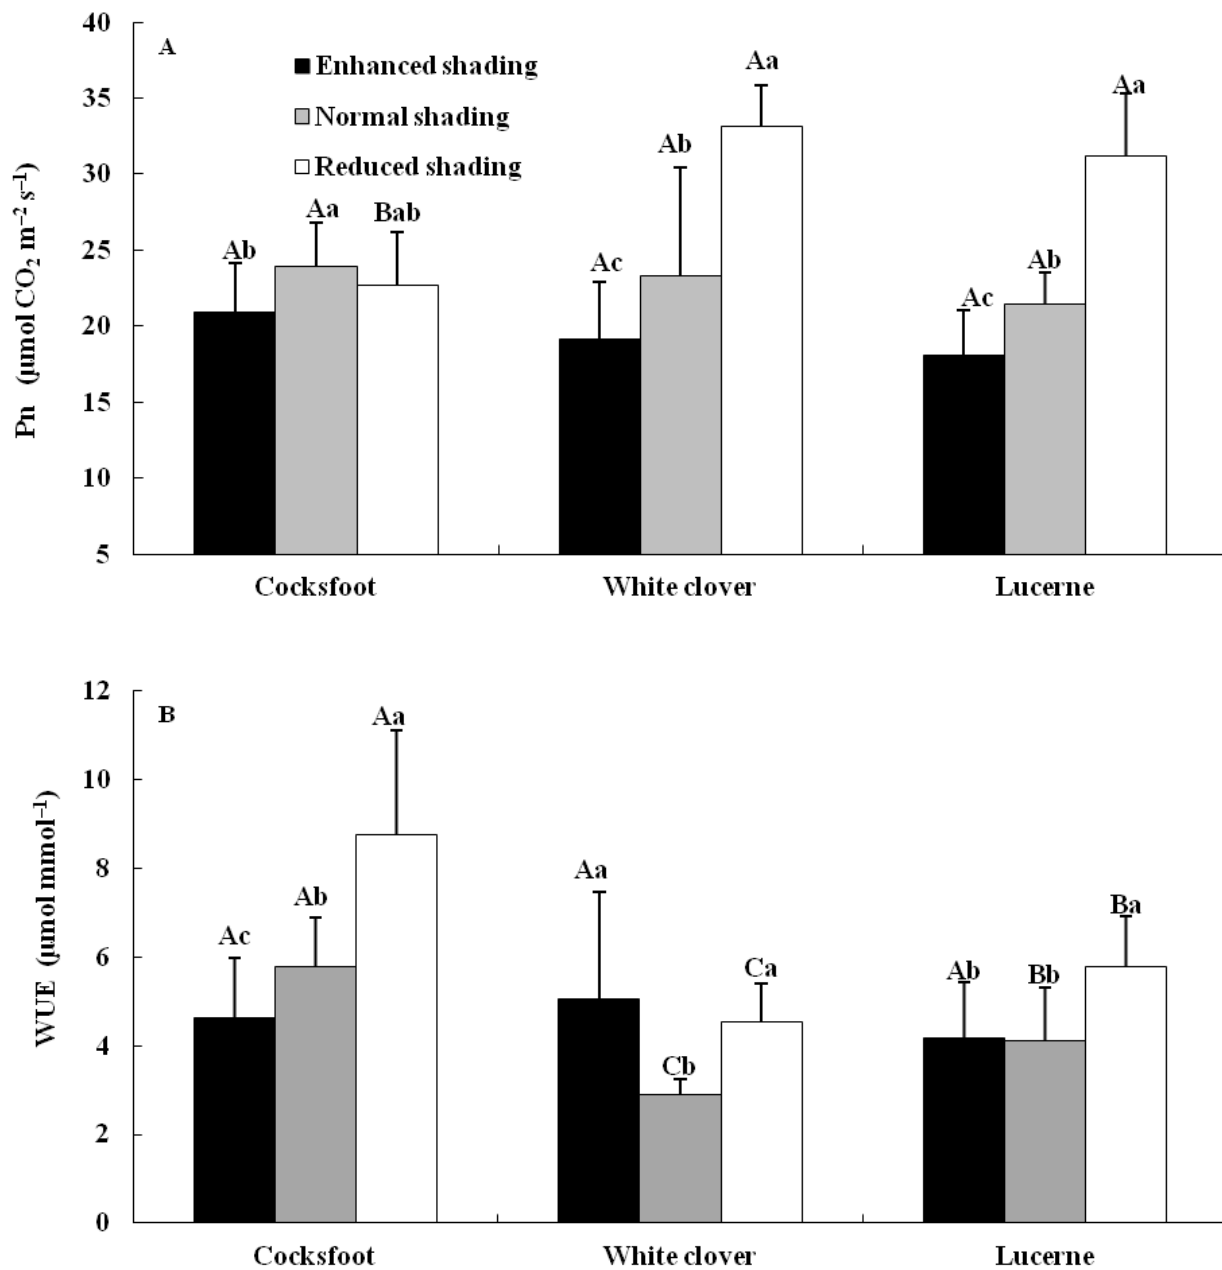 A
Enhanced shading
Normal shading
Reduced shading
40
35
30
25
20
15
10
5
Pn (µmol CO₂ m⁻² s⁻¹)
Ab
Aa
Bab
Ac
Ab
Aa
Ac
Ab
Aa
Cocksfoot
White clover
Lucerne
B
12
10
8
6
4
2
0
WUE (µmol mmol⁻¹)
Ac
Ab
Aa
Aa
Cb
Ca
Ab
Bb
Ba
Cocksfoot
White clover
Lucerne